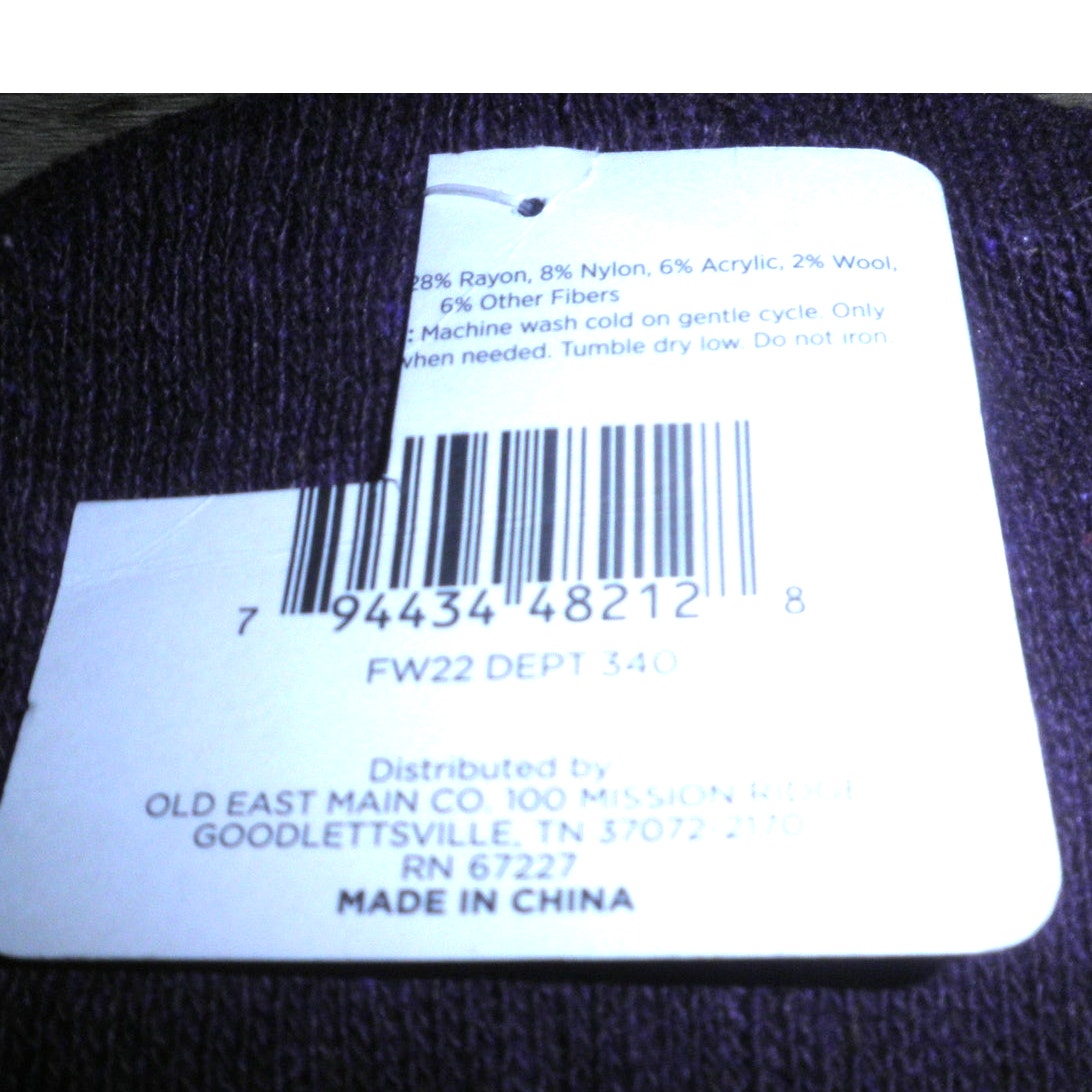 28% Rayon, 8% Nylon, 6% Acrylic, 2% Wool,
6% Other Fibers
: Machine wash cold on gentle cycle. Only
when needed. Tumble dry low. Do not iron
7 94434 48212 8
FW22 DEPT 340
Distributed by
OLD EAST MAIN CO. 100 MISSION RIDGE
GOODLETTSVILLE, TN 37072-2170
RN 67227
MADE IN CHINA